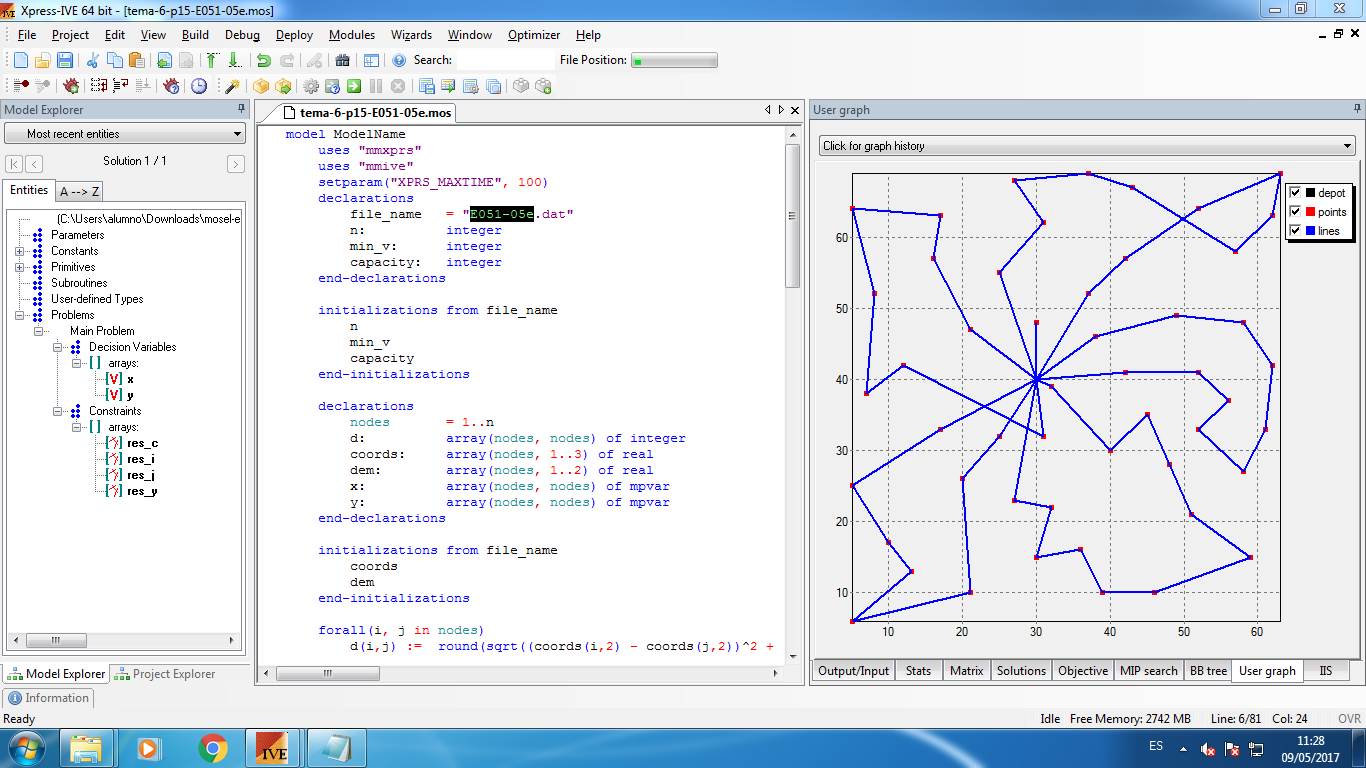 Xpress-IVE 64 bit - [tema-6-p15-E051-05e.mos]
File Project Edit View Build Debug Deploy Modules Wizards Window Optimizer Help
Search:
File Position:
Model Explorer
Most recent entities
Solution 1 / 1
Entities
A --> Z
(C:\Users\alumno\Downloads\mosel-e
Parameters
Constants
Primitives
Subroutines
User-defined Types
Problems
Main Problem
Decision Variables
arrays:
x
y
Constraints
arrays:
res_c
res_i
res_j
res_y
Model Explorer
Project Explorer
Information
tema-6-p15-E051-05e.mos
model ModelName
uses "mmxprs"
uses "mmive"
setparam("XPRS_MAXTIME", 100)
declarations
file_name = "E051-05e.dat"
n: integer
min_v: integer
capacity: integer
end-declarations
initializations from file_name
n
min_v
capacity
end-initializations
declarations
nodes = 1..n
d: array(nodes, nodes) of integer
coords: array(nodes, 1..3) of real
dem: array(nodes, 1..2) of real
x: array(nodes, nodes) of mpvar
y: array(nodes, nodes) of mpvar
end-declarations
initializations from file_name
coords
dem
end-initializations
forall(i, j in nodes)
d(i,j) := round(sqrt((coords(i,2) - coords(j,2))^2 +
User graph
Click for graph history
depot
points
lines
60
50
40
30
20
10
10 20 30 40 50 60
Output/Input Stats Matrix Solutions Objective MIP search BB tree User graph IIS
Ready
Idle Free Memory: 2742 MB Line: 6/81 Col: 24 OVR
IVE
ES
11:28
09/05/2017